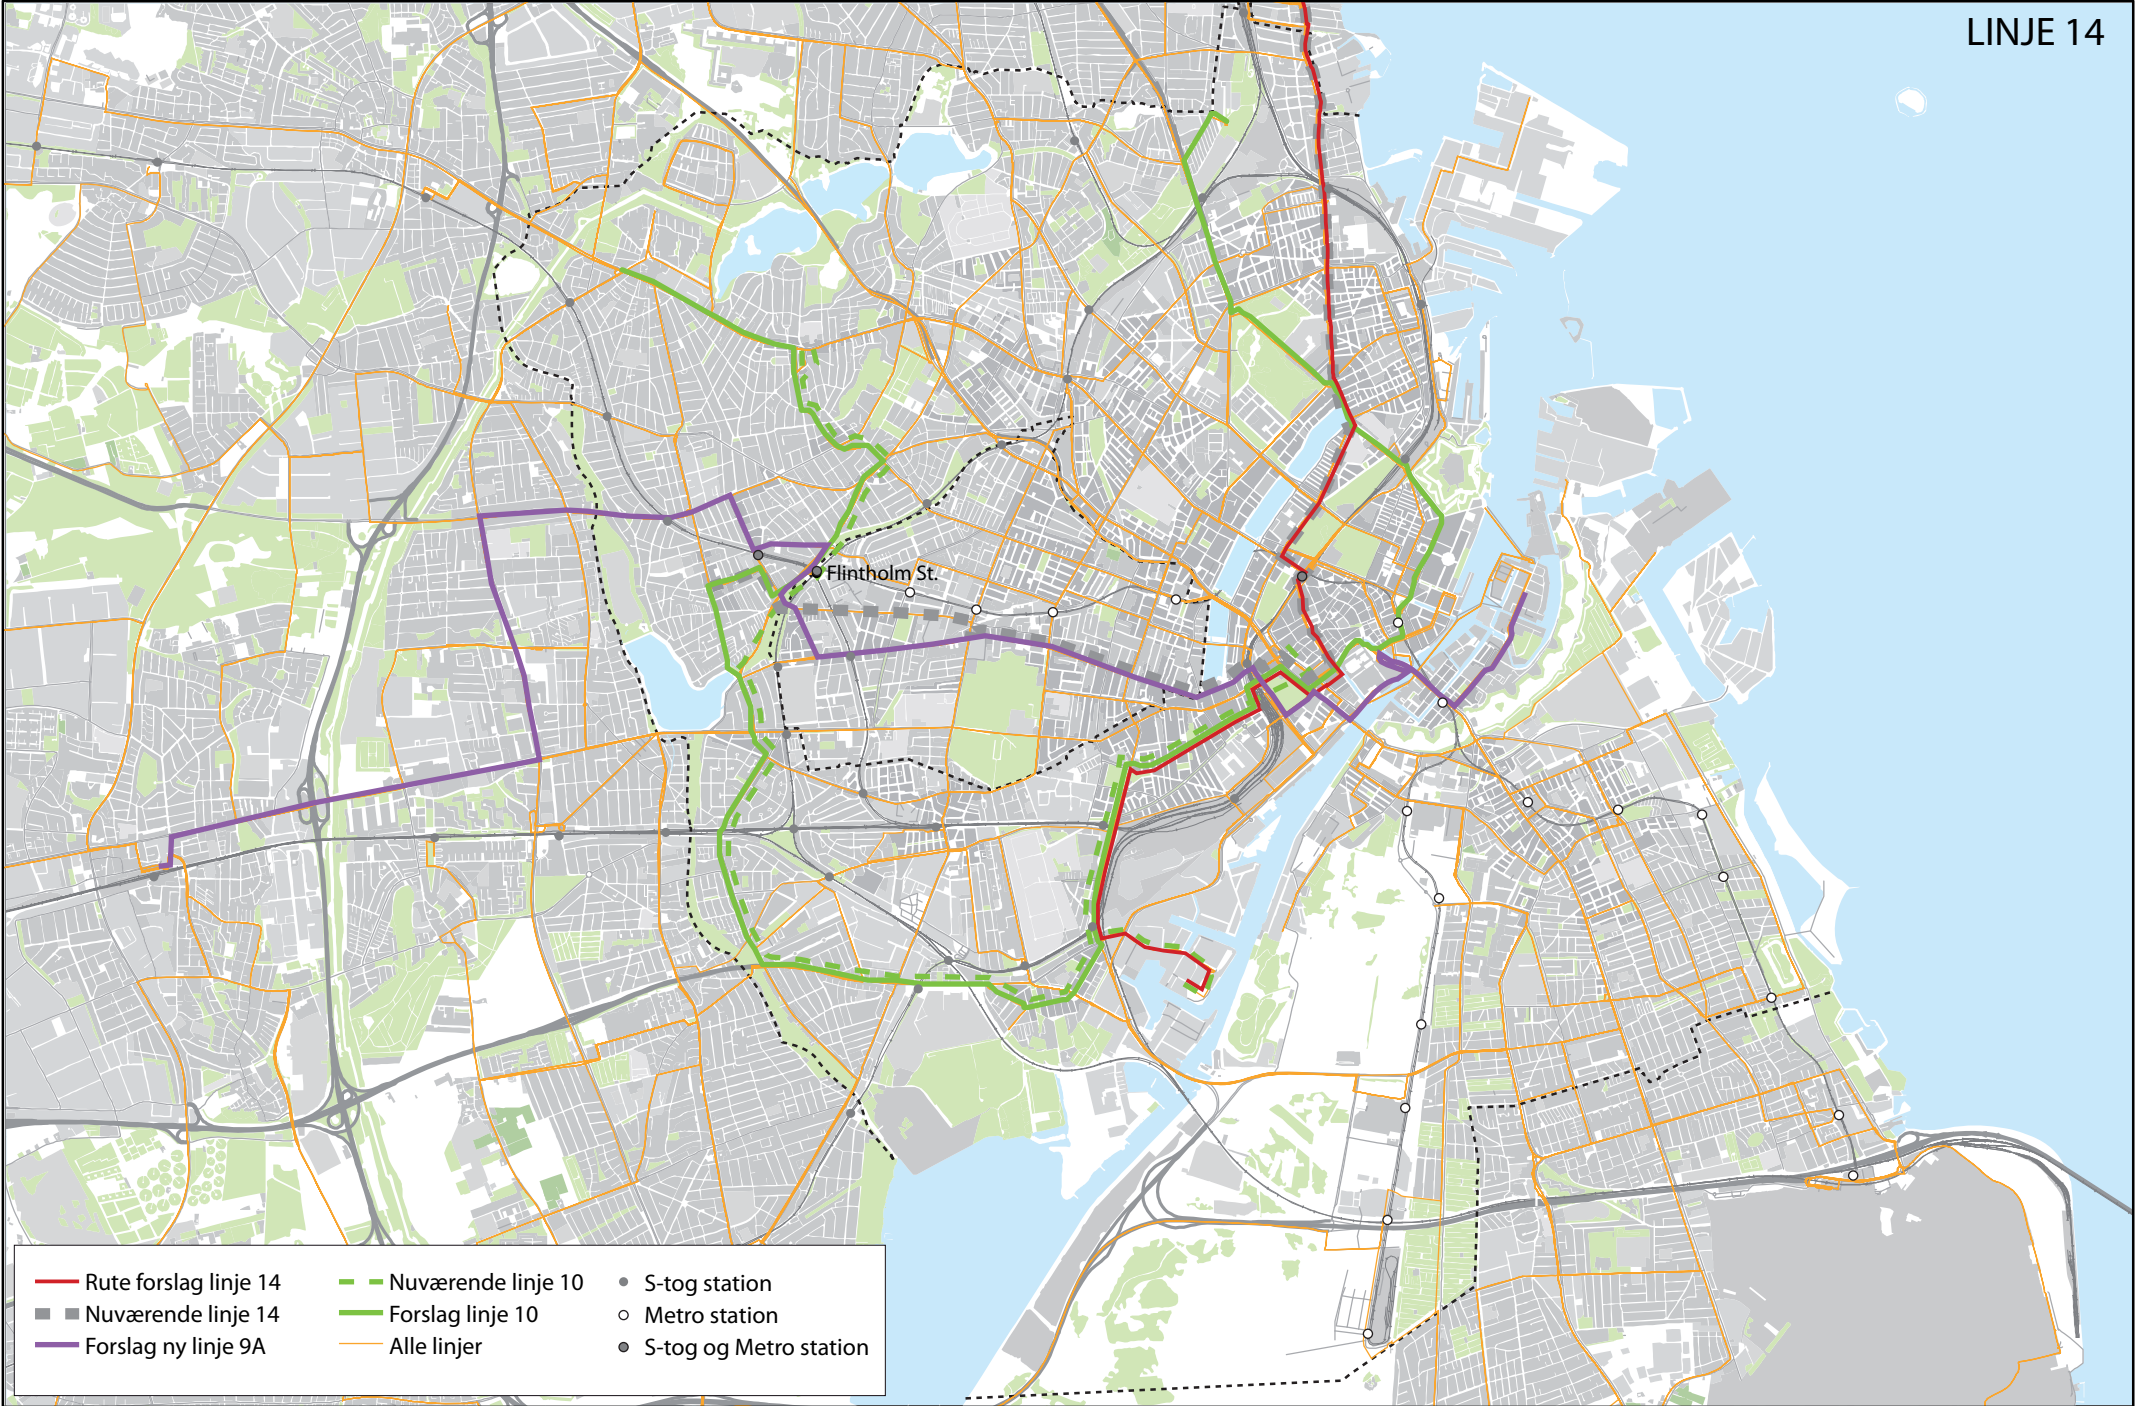 LINJE 14
Flintholm St.
Rute forslag linje 14
Nuværende linje 14
Forslag ny linje 9A
Nuværende linje 10
Forslag linje 10
Alle linjer
S-tog station
Metro station
S-tog og Metro station